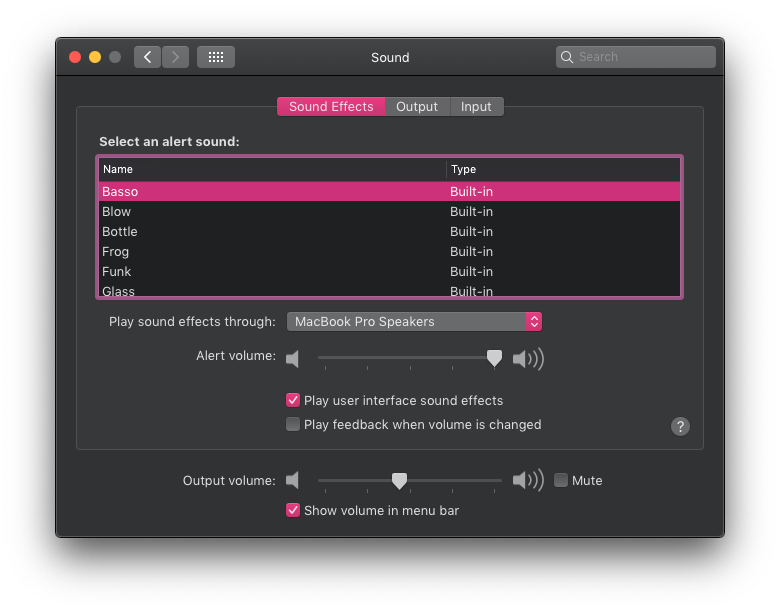 Sound
Search
Sound Effects Output Input
Select an alert sound:
Name Type
Basso Built-in
Blow Built-in
Bottle Built-in
Frog Built-in
Funk Built-in
Glass Built-in
Play sound effects through: MacBook Pro Speakers
Alert volume:
Play user interface sound effects
Play feedback when volume is changed
?
Output volume: Mute
Show volume in menu bar